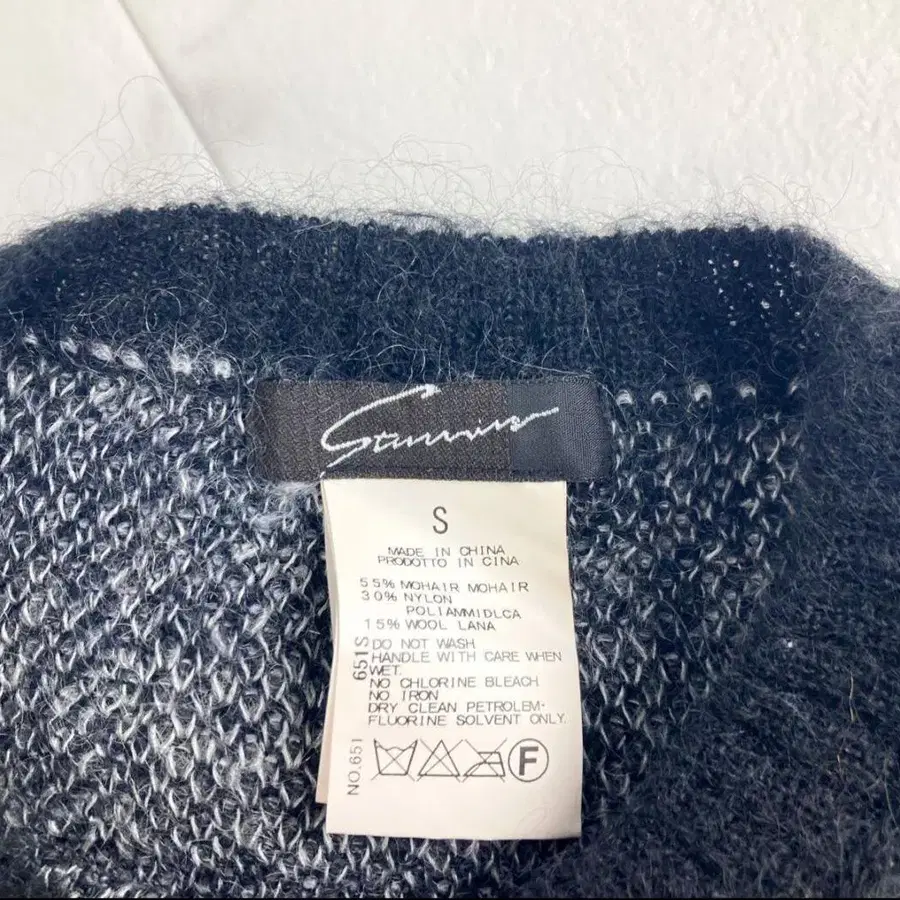 S
MADE IN CHINA
PRODOTTO IN CINA
55% MOHAIR MOHAIR
30% NYLON
POLIAMMIDLCA
15% WOOL LANA
DO NOT WASH
HANDLE WITH CARE WHEN
WET.
NO CHLORINE BLEACH
NO IRON
DRY CLEAN PETROLEM·
FLUORINE SOLVENT ONLY.
F
NO.651
651S